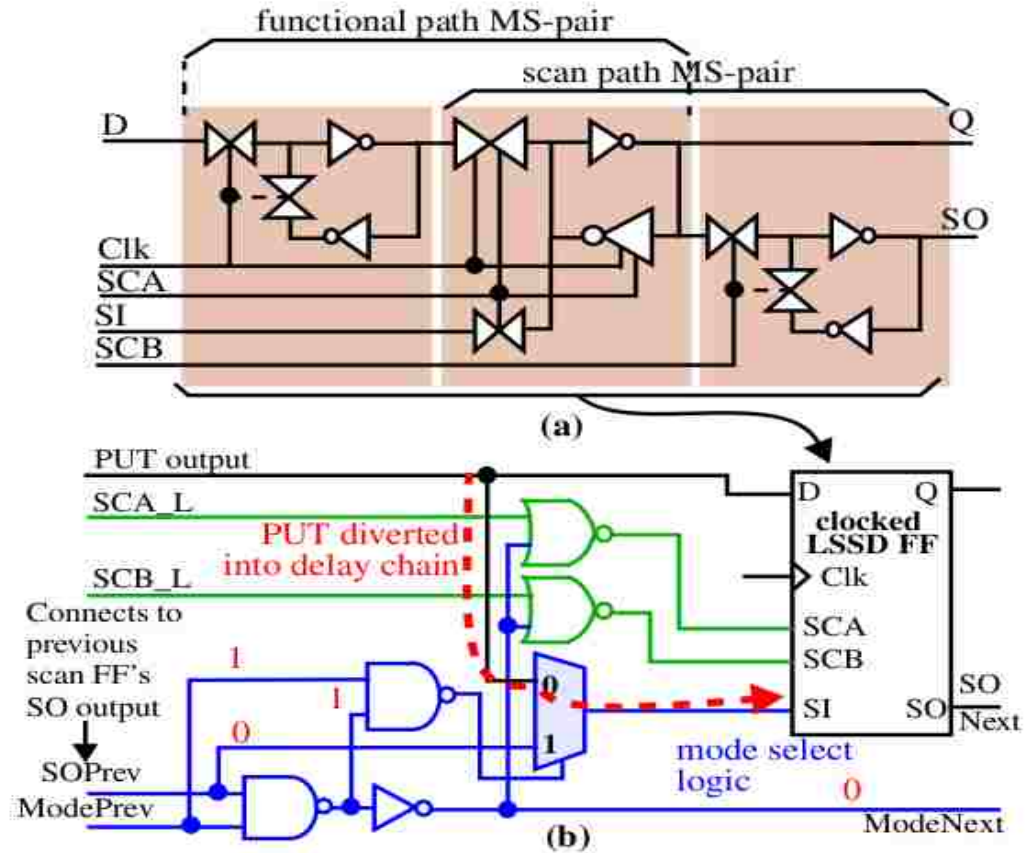 functional path MS-pair
scan path MS-pair
D
Q
SO
Clk
SCA
SI
SCB
(a)
PUT output
SCA_L
PUT diverted
into delay chain
SCB_L
Connects to
previous
scan FF's
SO output
SOPrev
ModePrev
1
1
0
0
1
mode select
logic
0
ModeNext
(b)
D
Q
clocked
LSSD FF
Clk
SCA
SCB
SI
SO
SO
Next